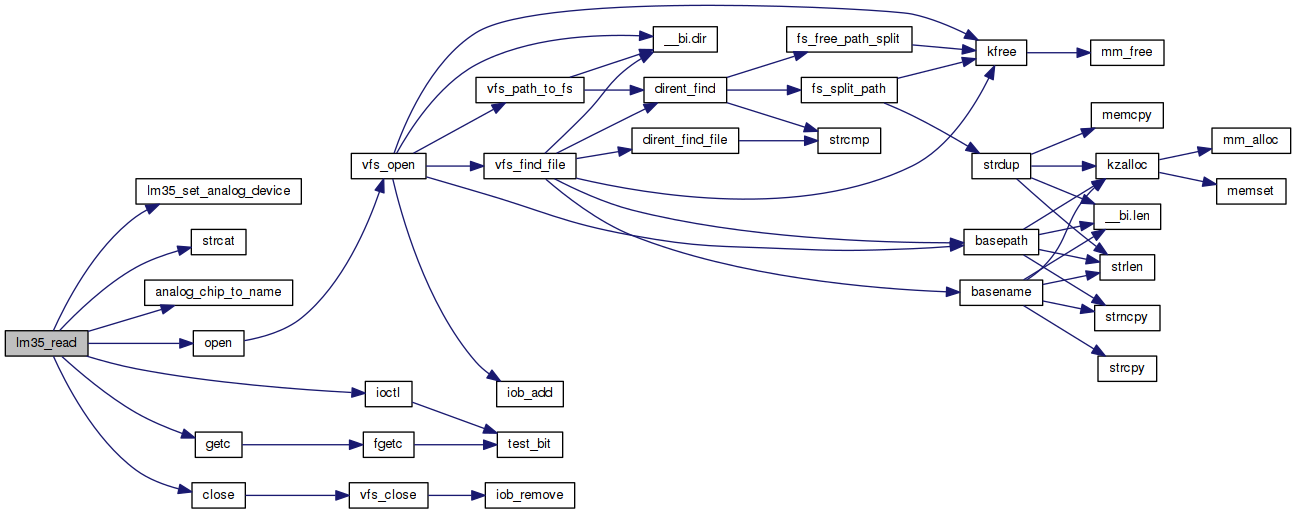 lm35_read
lm35_set_analog_device
strcat
analog_chip_to_name
open
ioctl
getc
close
vfs_open
fgetc
vfs_close
vfs_path_to_fs
vfs_find_file
iob_add
test_bit
iob_remove
__bi.dir
dirent_find
dirent_find_file
fs_free_path_split
fs_split_path
strcmp
kfree
strdup
basepath
basename
mm_free
memcpy
kzalloc
__bi.len
strlen
strncpy
strcpy
mm_alloc
memset